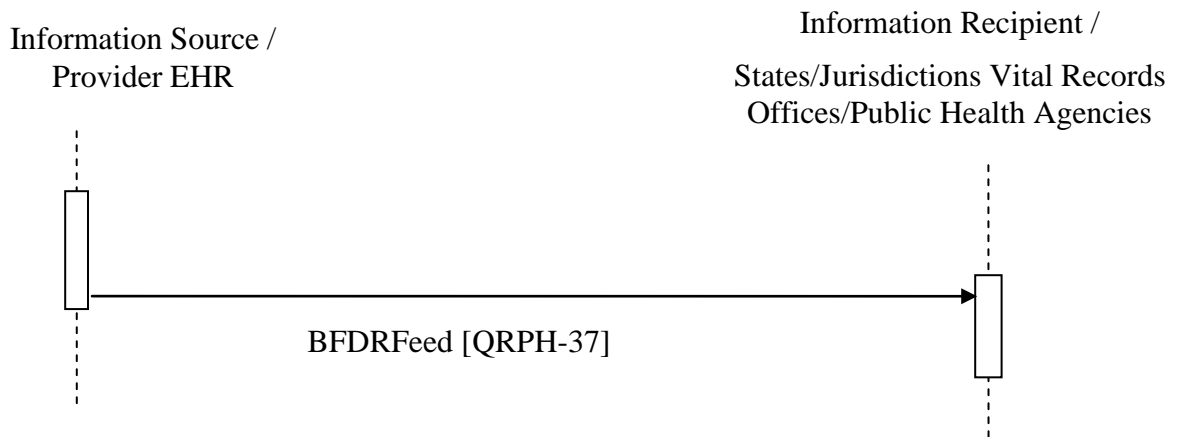 Information Source /
Provider EHR
Information Recipient /
States/Jurisdictions Vital Records
Offices/Public Health Agencies
BFDRFeed [QRPH-37]